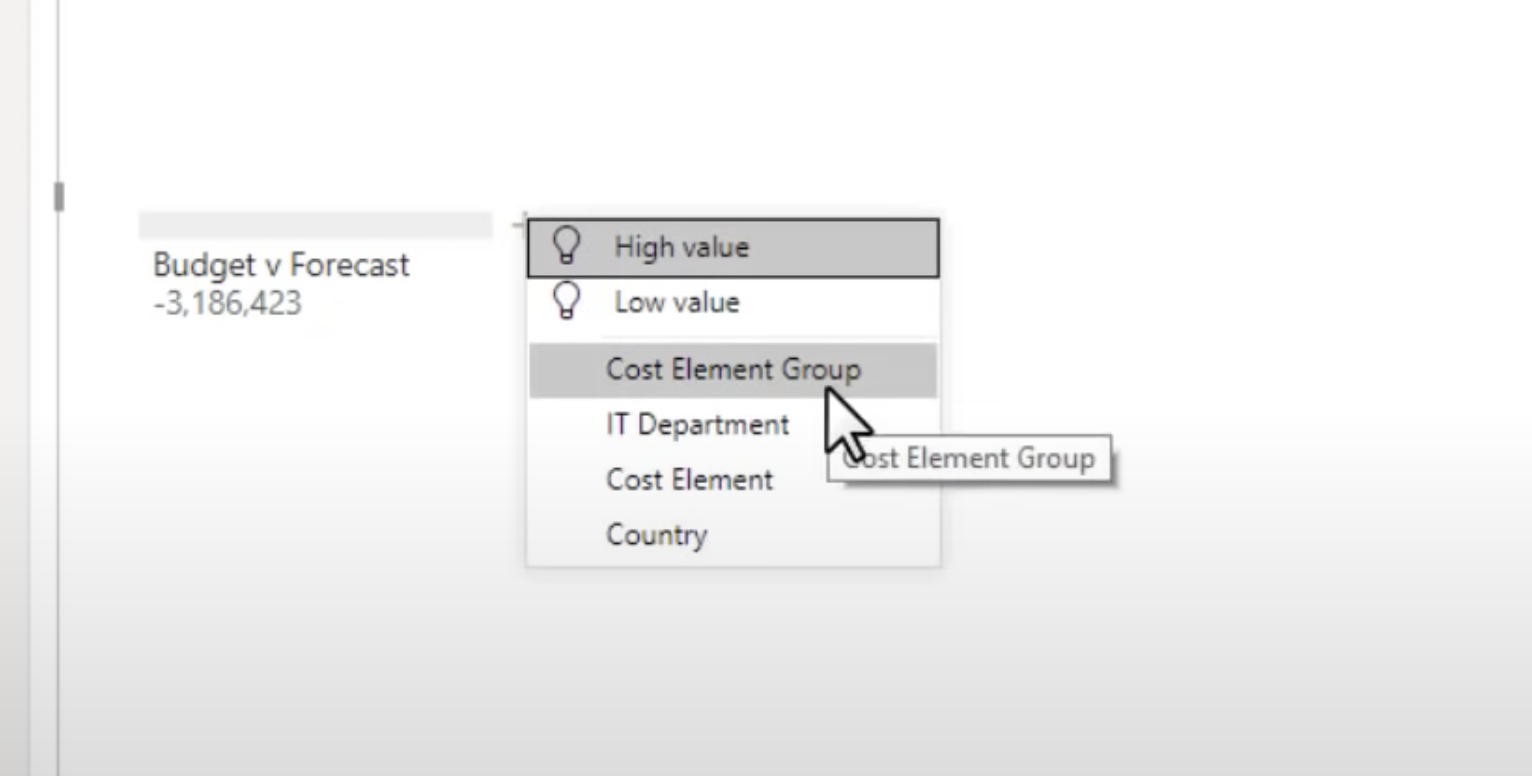 Budget v Forecast
-3,186,423
High value
Low value
Cost Element Group
IT Department
Cost Element
Country
Cost Element Group